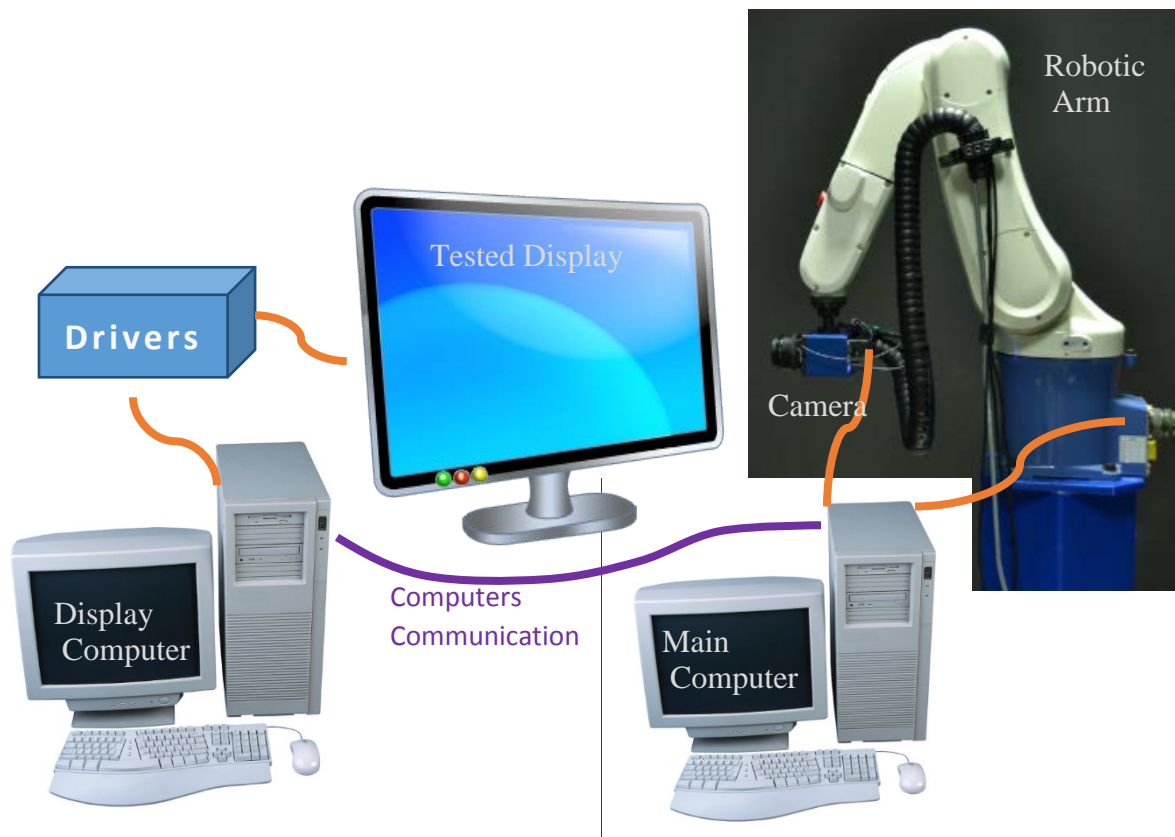 Robotic
Arm
Tested Display
Drivers
Camera
Computers
Communication
Display
Computer
Main
Computer